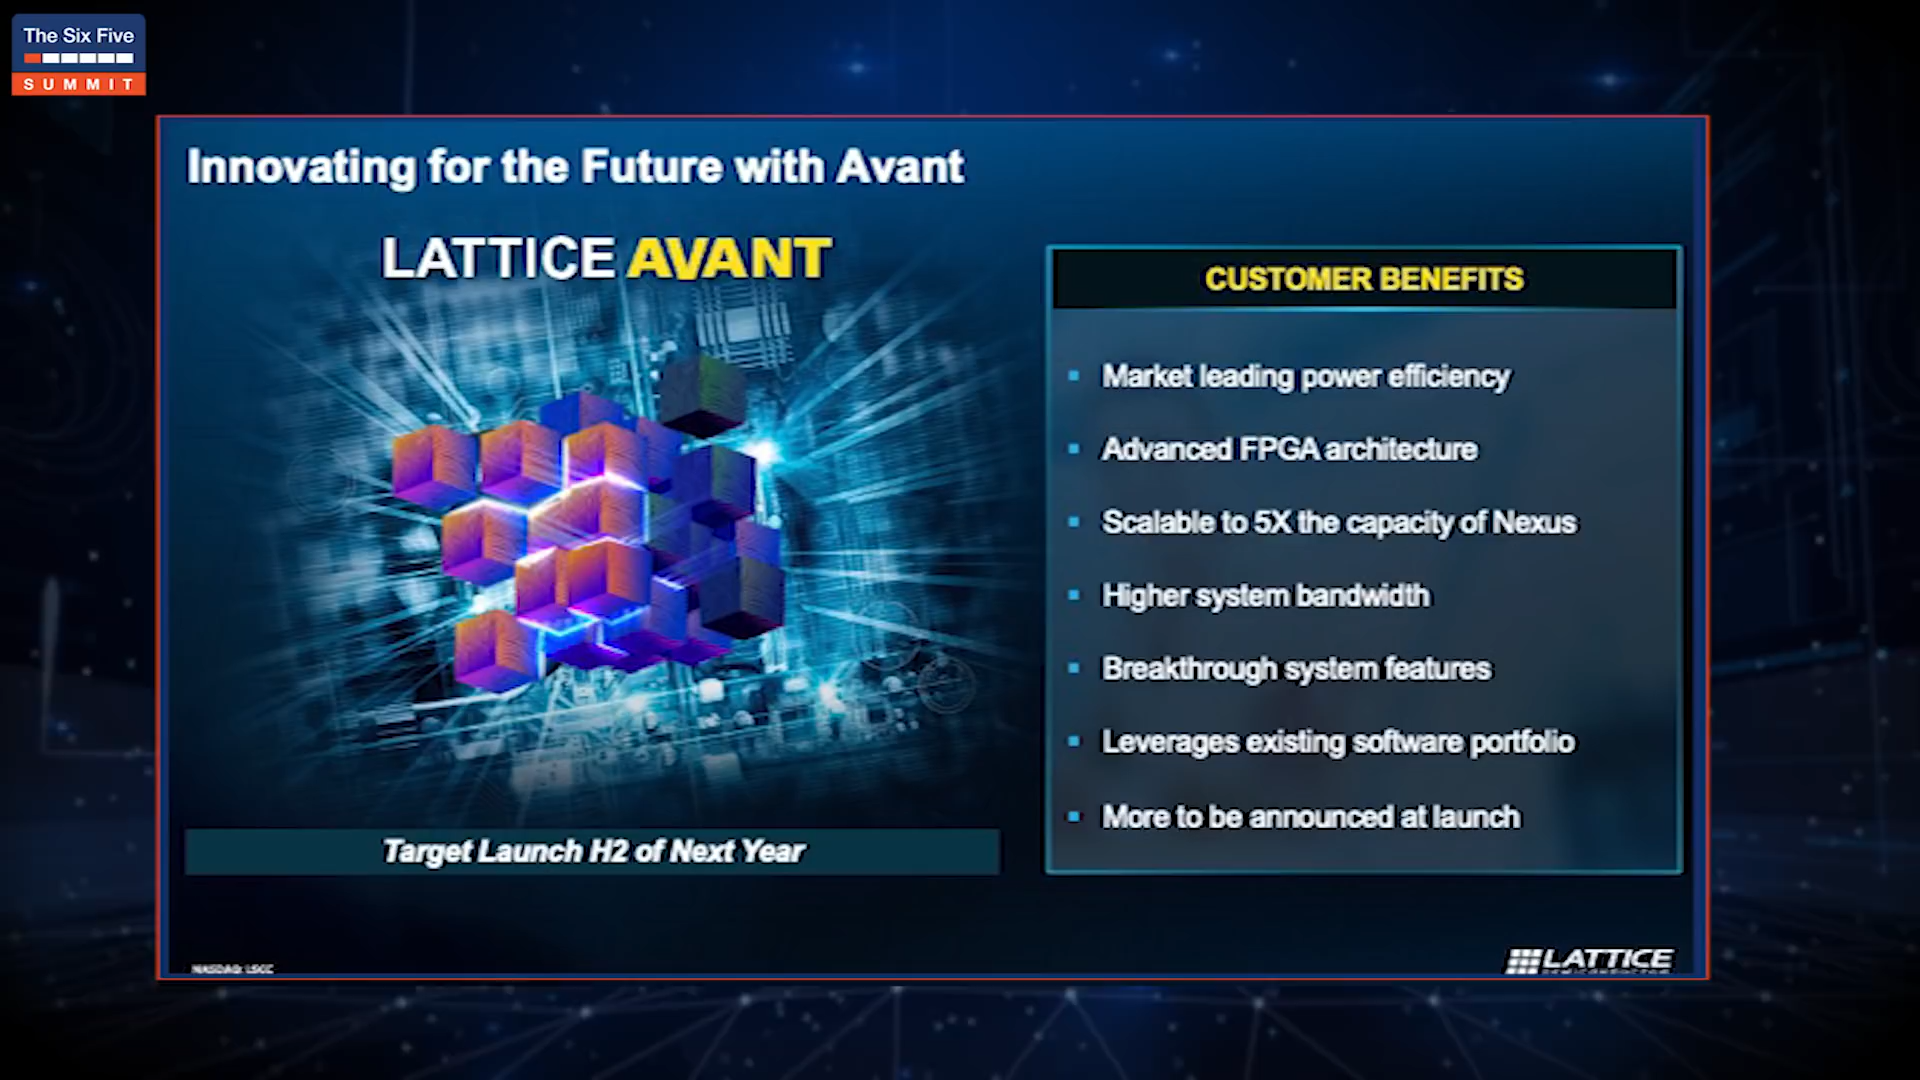 The Six Five
SUMMIT
Innovating for the Future with Avant
LATTICE AVANT
CUSTOMER BENEFITS
Market leading power efficiency
Advanced FPGA architecture
Scalable to 5X the capacity of Nexus
Higher system bandwidth
Breakthrough system features
Leverages existing software portfolio
More to be announced at launch
Target Launch H2 of Next Year
NASDAQ: LSCC
LATTICE